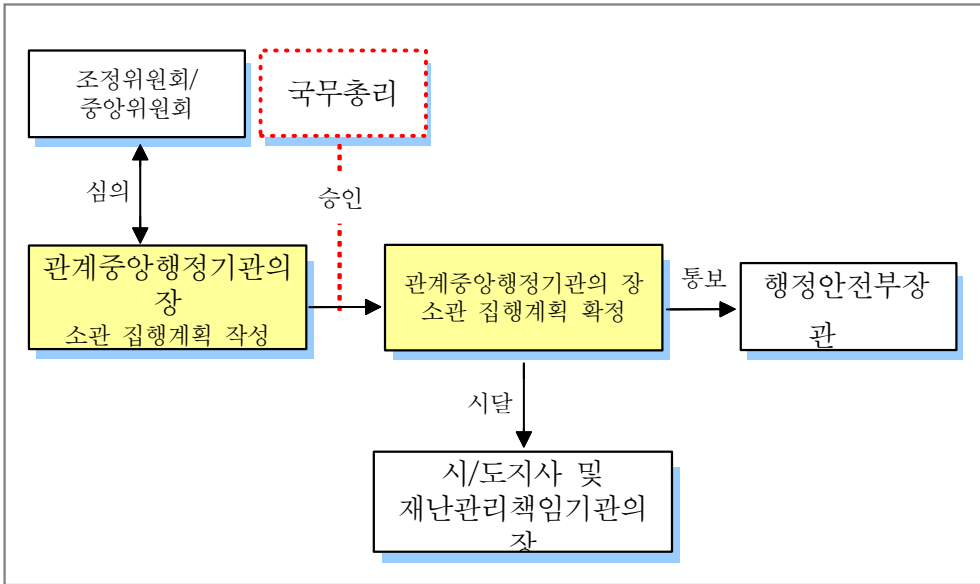 조정위원회/
중앙위원회
국무총리
심의
승인
관계중앙행정기관의
장
소관 집행계획 작성
관계중앙행정기관의 장
소관 집행계획 확정
통보
행정안전부장
관
시달
시/도지사 및
재난관리책임기관의
장